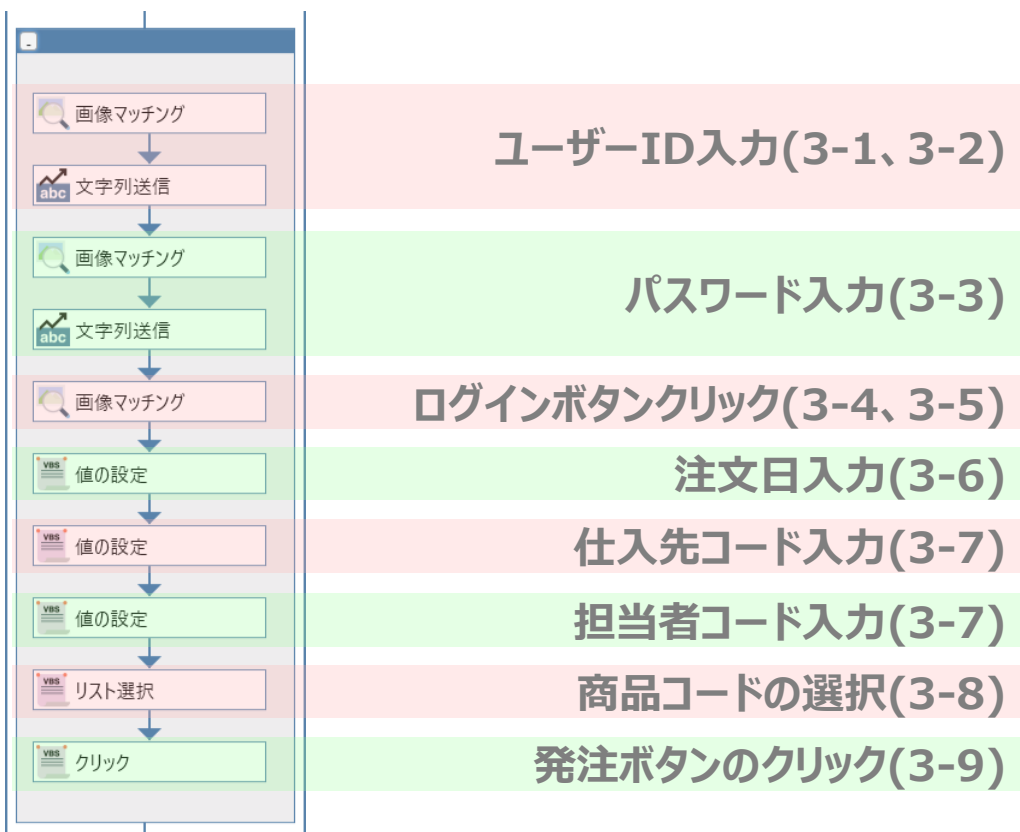 -
画像マッチング
ユーザーID入力(3-1、3-2)
abc 文字列送信
画像マッチング
パスワード入力(3-3)
abc 文字列送信
画像マッチング
ログインボタンクリック(3-4、3-5)
VBS 値の設定
注文日入力(3-6)
VBS 値の設定
仕入先コード入力(3-7)
VBS 値の設定
担当者コード入力(3-7)
VBS リスト選択
商品コードの選択(3-8)
VBS クリック
発注ボタンのクリック(3-9)